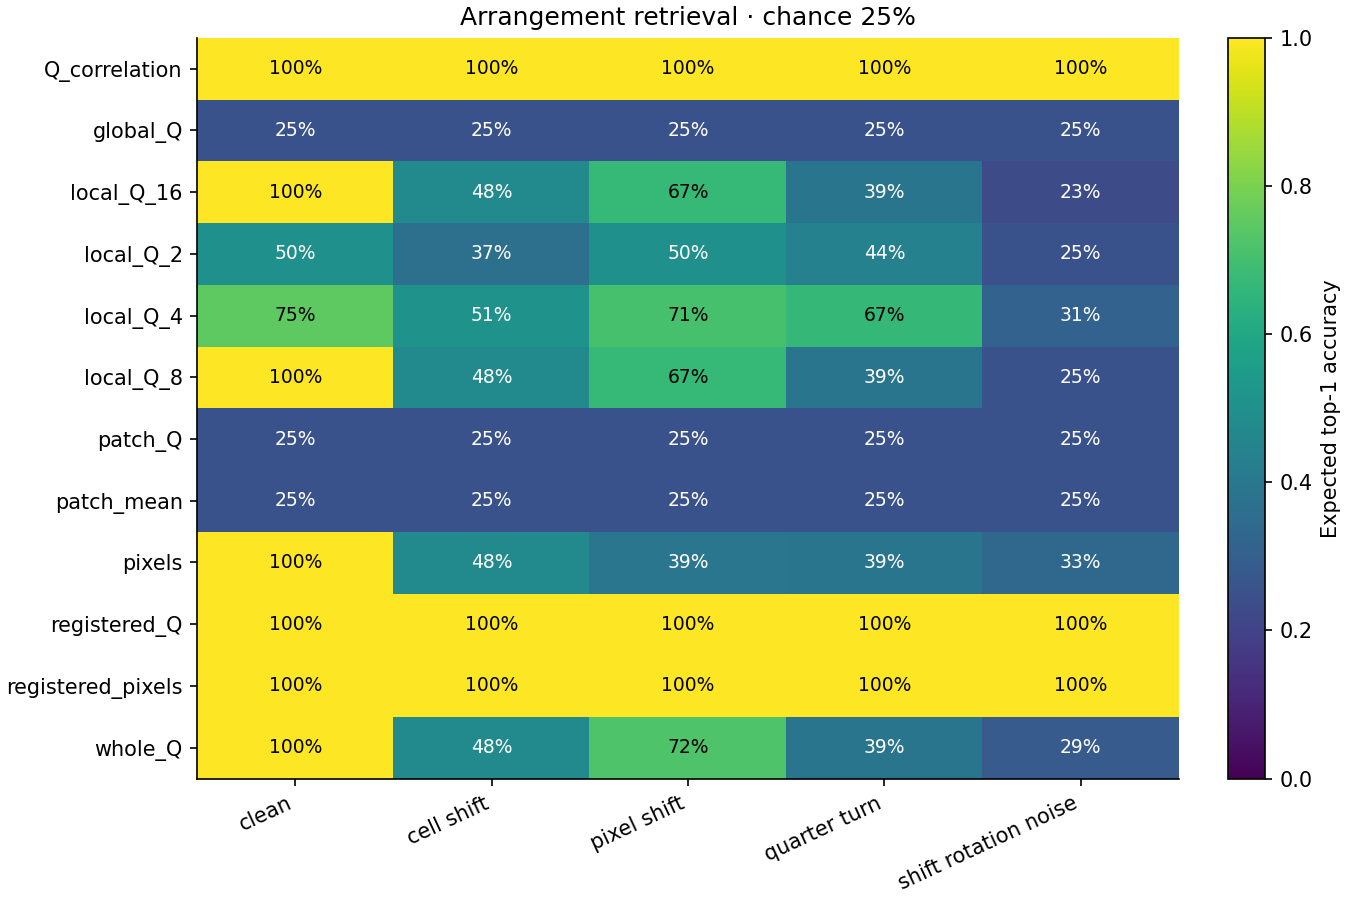 Arrangement retrieval · chance 25%
Q_correlation 100% 100% 100% 100% 100%
global_Q 25% 25% 25% 25% 25%
local_Q_16 100% 48% 67% 39% 23%
local_Q_2 50% 37% 50% 44% 25%
local_Q_4 75% 51% 71% 67% 31%
local_Q_8 100% 48% 67% 39% 25%
patch_Q 25% 25% 25% 25% 25%
patch_mean 25% 25% 25% 25% 25%
pixels 100% 48% 39% 39% 33%
registered_Q 100% 100% 100% 100% 100%
registered_pixels 100% 100% 100% 100% 100%
whole_Q 100% 48% 72% 39% 29%
clean
cell shift
pixel shift
quarter turn
shift rotation noise
1.0
0.8
0.6
0.4
0.2
0.0
Expected top-1 accuracy